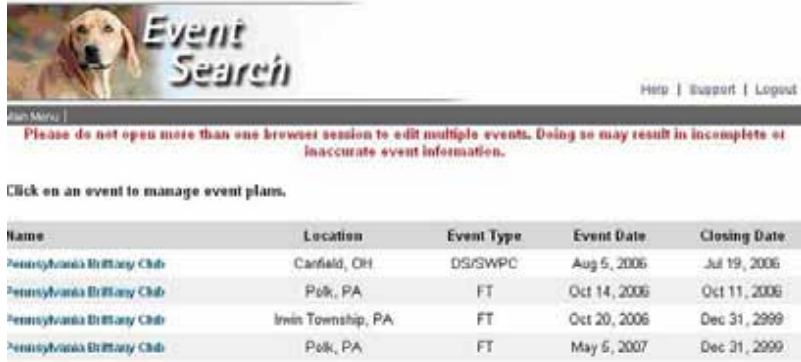 Event
Search
Help | Support | Logout
Main Menu |
Please do not open more than one browser session to edit multiple events. Doing so may result in incomplete or
inaccurate event information.
Click on an event to manage event plans.
Name Location Event Type Event Date Closing Date
Pennsylvania Brittany Club Canfield, OH DS/SWPC Aug 5, 2006 Jul 19, 2006
Pennsylvania Brittany Club Polk, PA FT Oct 14, 2006 Oct 11, 2006
Pennsylvania Brittany Club Irwin Township, PA FT Oct 20, 2006 Dec 31, 2999
Pennsylvania Brittany Club Polk, PA FT May 5, 2007 Dec 31, 2999